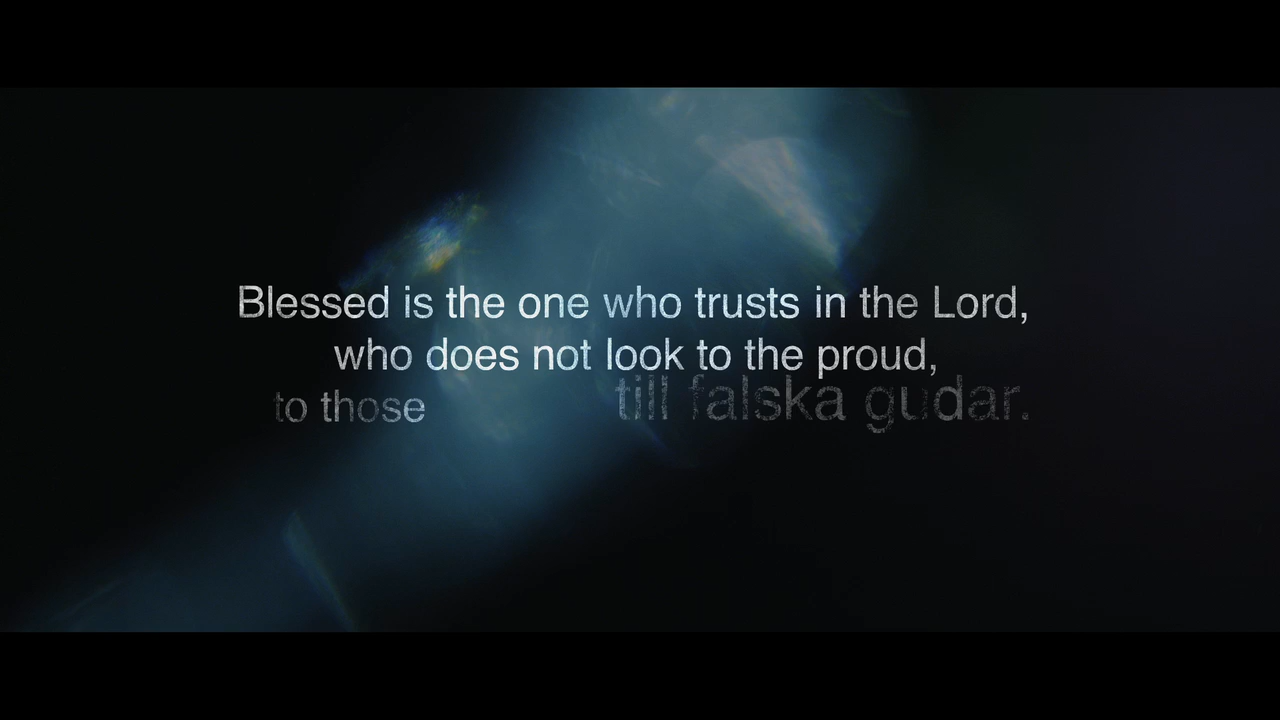 Blessed is the one who trusts in the Lord,
who does not look to the proud,
to those till falska gudar.